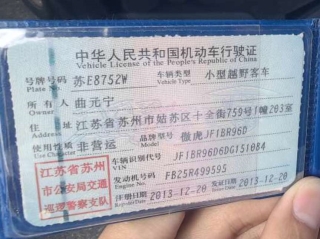 中华人民共和国机动车行驶证
Vehicle License of the People's Republic of China
号牌号码 苏E875ZW 车辆类型 小型越野客车
Plate No. Vehicle Type
所有人 曲元宁
Owner
住址 江苏省苏州市姑苏区十全街759号1幢203室
Address
使用性质 非营运 品牌型号 傲虎JF1BR96D
Use Character Model
江苏省苏州市公安局交通巡逻警察支队
车辆识别代号 JF1BR96D6DG151084
VIN
发动机号码 FB25R499595
Engine No.
注册日期 2013-12-20 发证日期 2013-12-20
Register Date Issue Date